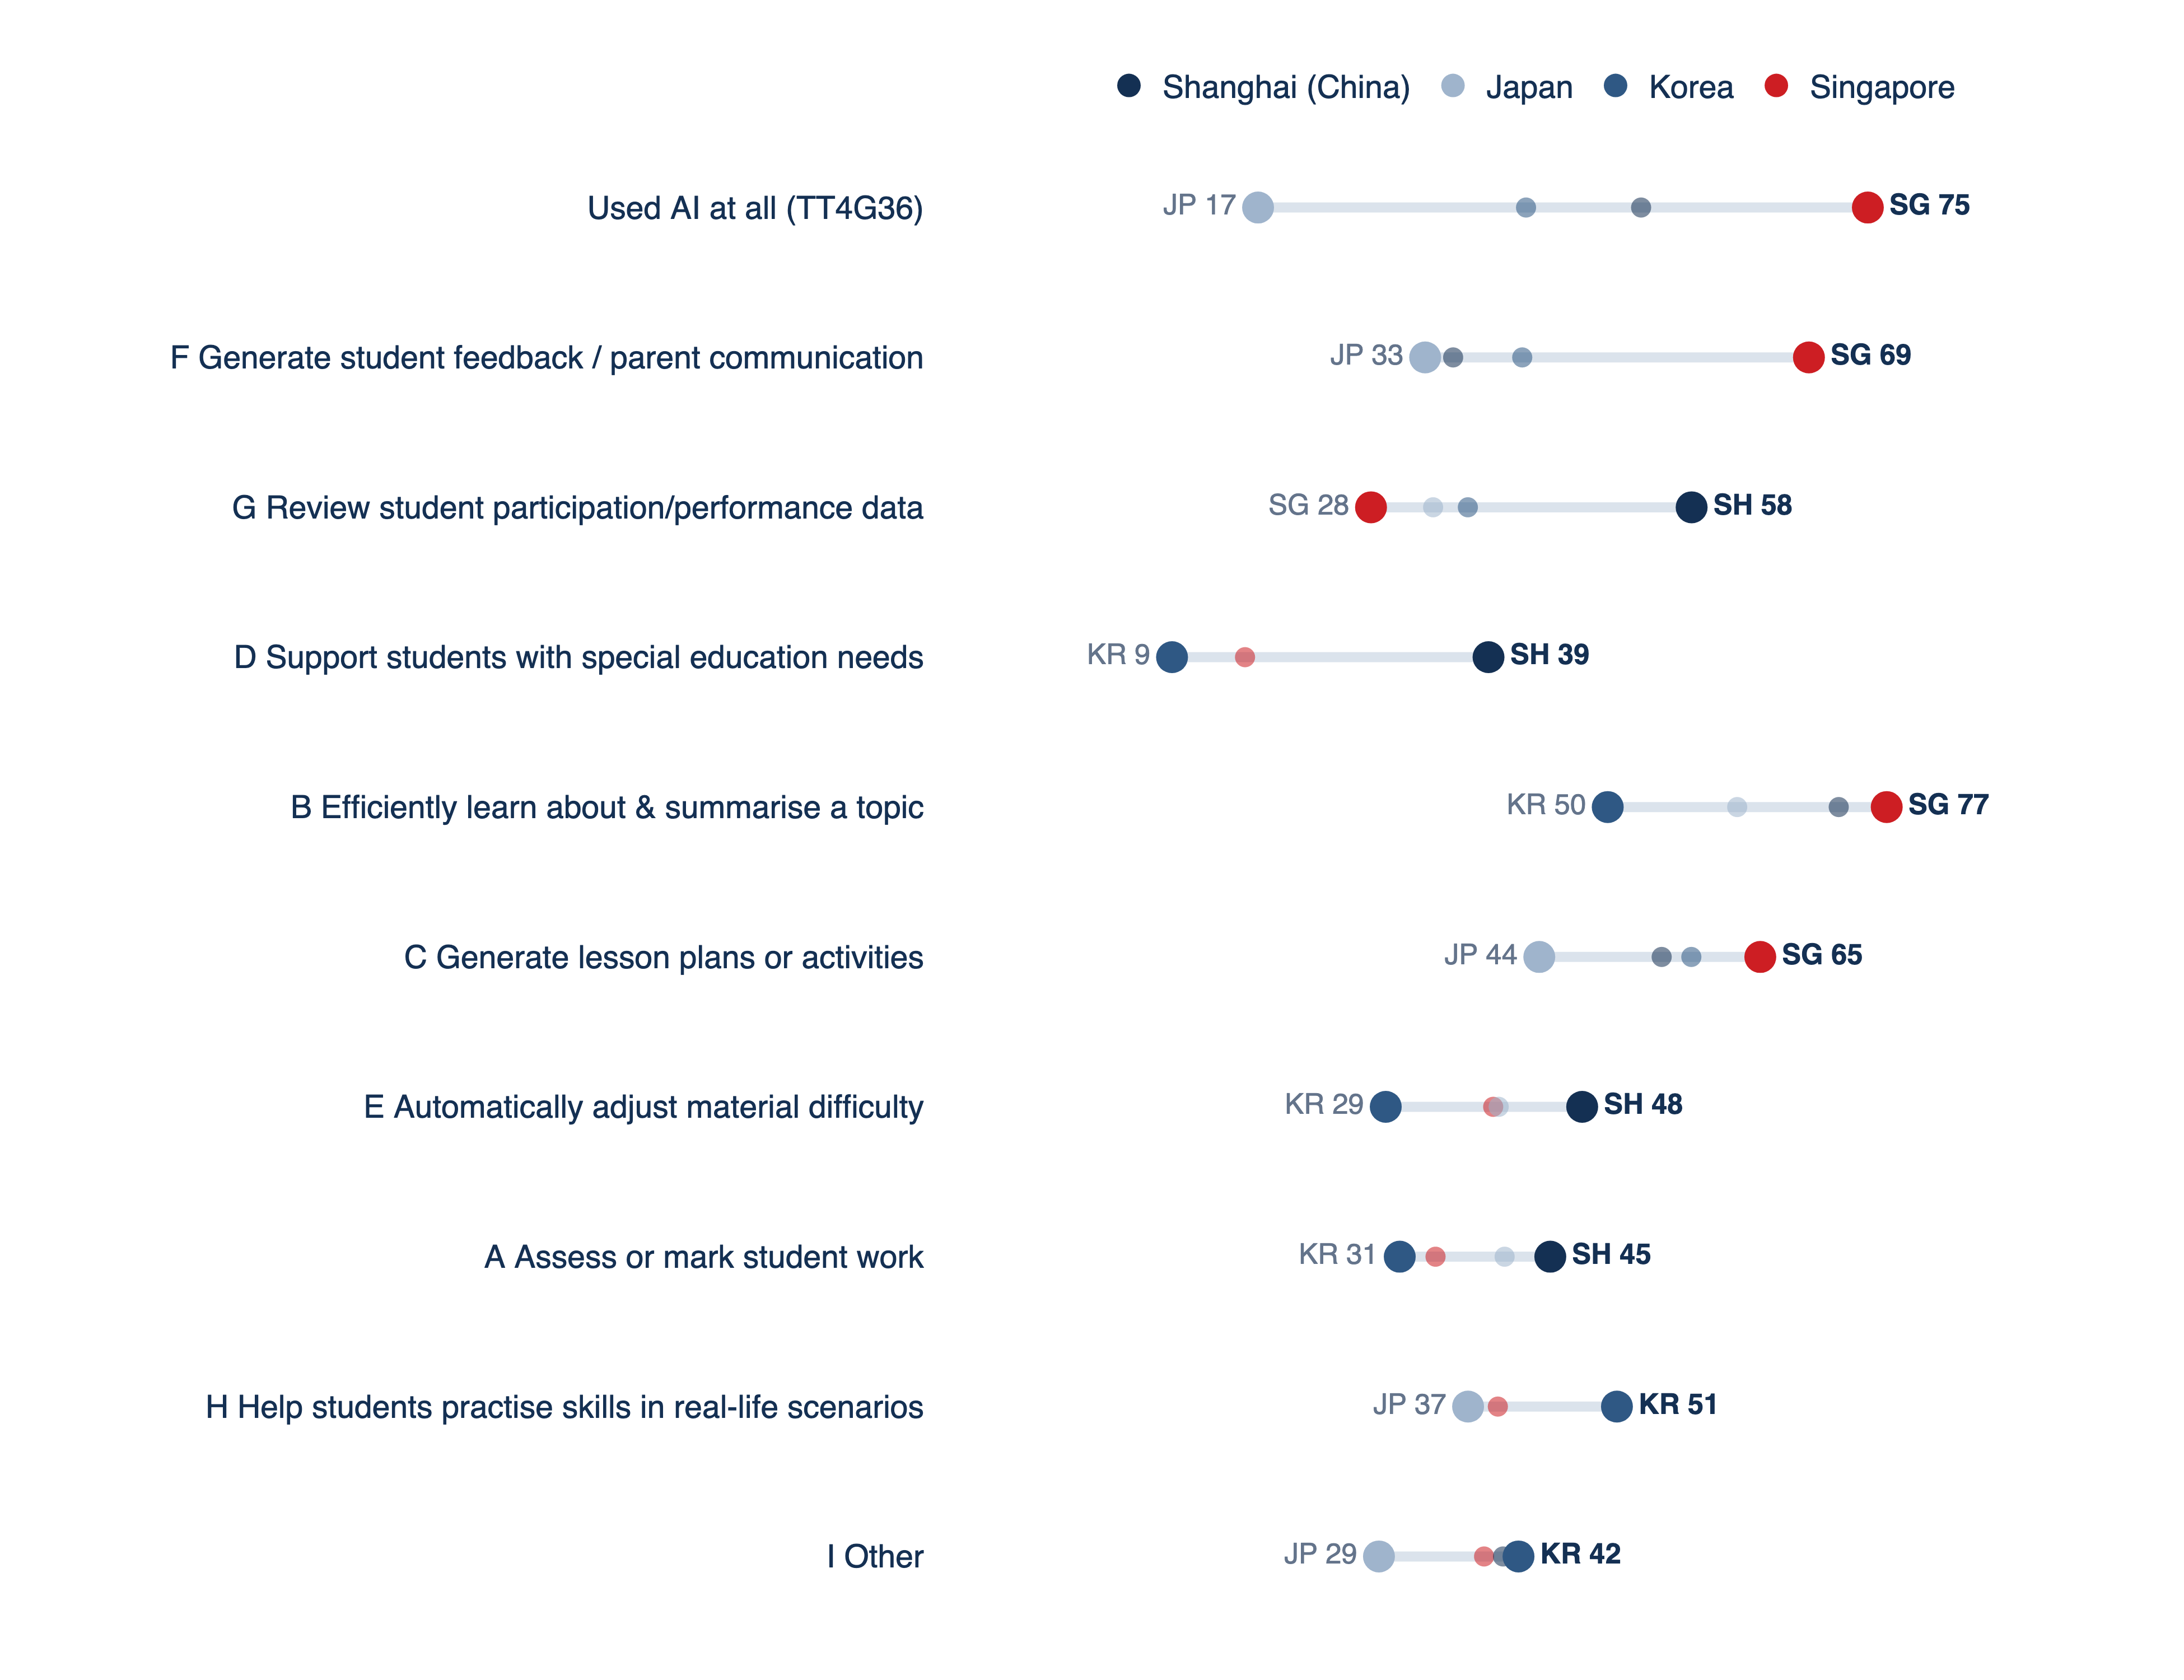 Shanghai (China) Japan Korea Singapore
Used AI at all (TT4G36) JP 17 SG 75
F Generate student feedback / parent communication JP 33 SG 69
G Review student participation/performance data SG 28 SH 58
D Support students with special education needs KR 9 SH 39
B Efficiently learn about & summarise a topic KR 50 SG 77
C Generate lesson plans or activities JP 44 SG 65
E Automatically adjust material difficulty KR 29 SH 48
A Assess or mark student work KR 31 SH 45
H Help students practise skills in real-life scenarios JP 37 KR 51
I Other JP 29 KR 42